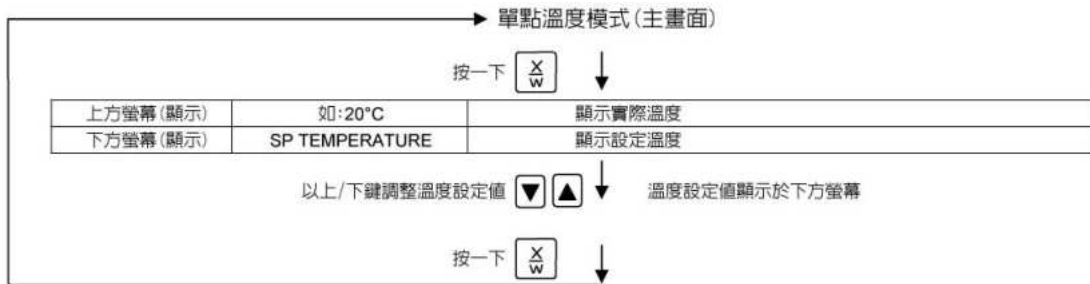 單點溫度模式(主畫面)
按一下 X/W
上方螢幕(顯示) 如:20°C 顯示實際溫度
下方螢幕(顯示) SP TEMPERATURE 顯示設定溫度
以上/下鍵調整溫度設定值 ▼ ▲ 溫度設定值顯示於下方螢幕
按一下 X/W